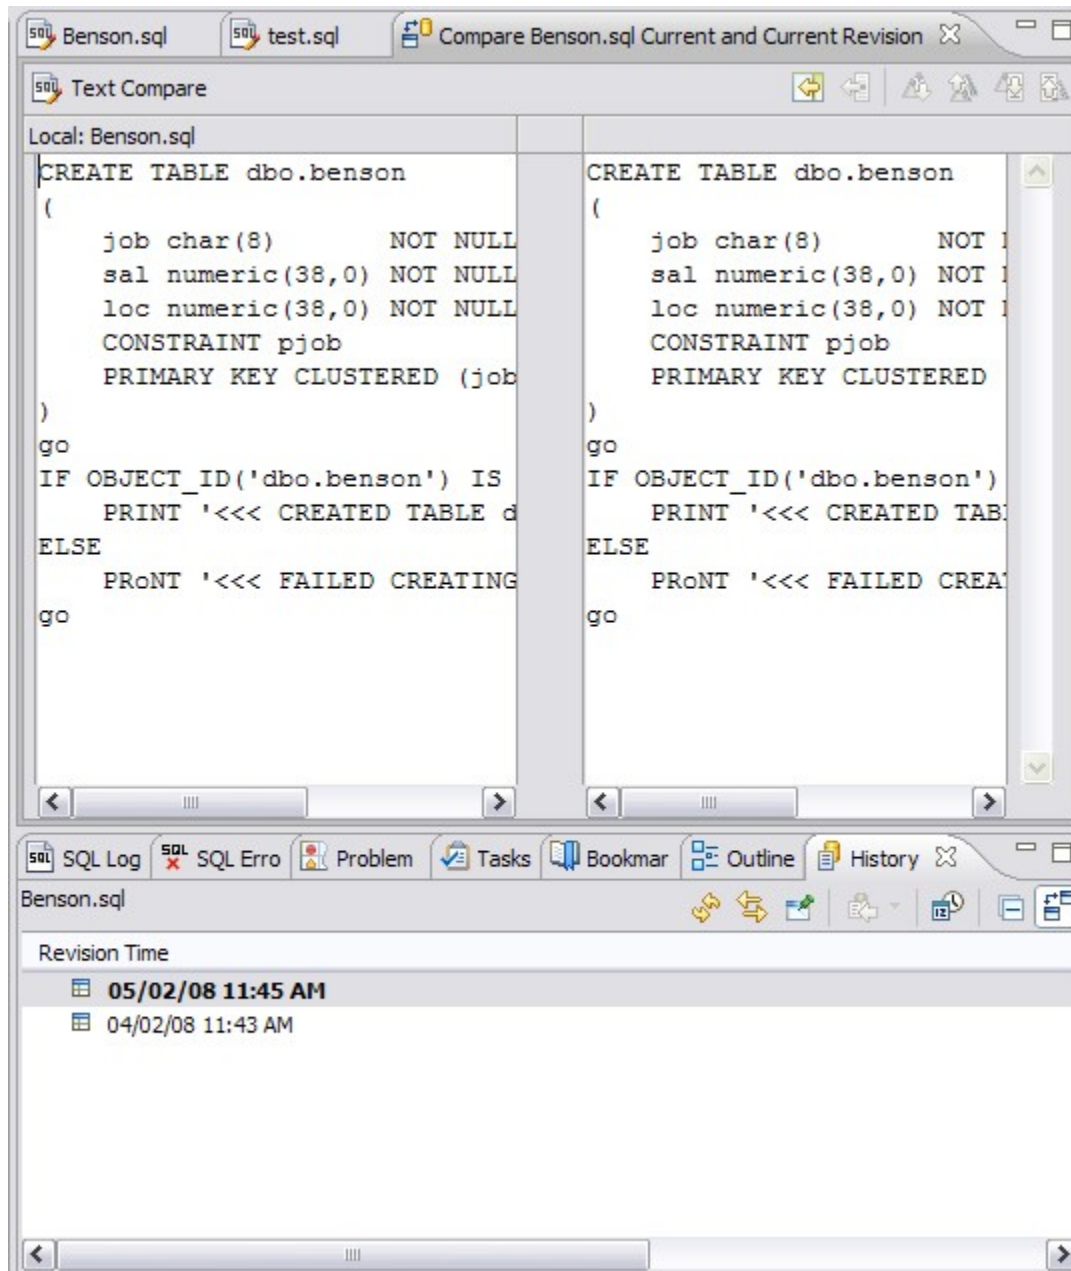 Benson.sql test.sql Compare Benson.sql Current and Current Revision
Text Compare
Local: Benson.sql
CREATE TABLE dbo.benson
(
    job char(8)       NOT NULL
    sal numeric(38,0) NOT NULL
    loc numeric(38,0) NOT NULL
    CONSTRAINT pjob
    PRIMARY KEY CLUSTERED (job
)
go
IF OBJECT_ID('dbo.benson') IS
    PRINT '<<< CREATED TABLE d
ELSE
    PRoNT '<<< FAILED CREATING
go
CREATE TABLE dbo.benson
(
    job char(8)       NOT
    sal numeric(38,0) NOT
    loc numeric(38,0) NOT
    CONSTRAINT pjob
    PRIMARY KEY CLUSTERED
)
go
IF OBJECT_ID('dbo.benson')
    PRINT '<<< CREATED TAB
ELSE
    PRoNT '<<< FAILED CREA
go
SQL Log SQL Erro Problem Tasks Bookmar Outline History
Benson.sql
Revision Time
05/02/08 11:45 AM
04/02/08 11:43 AM